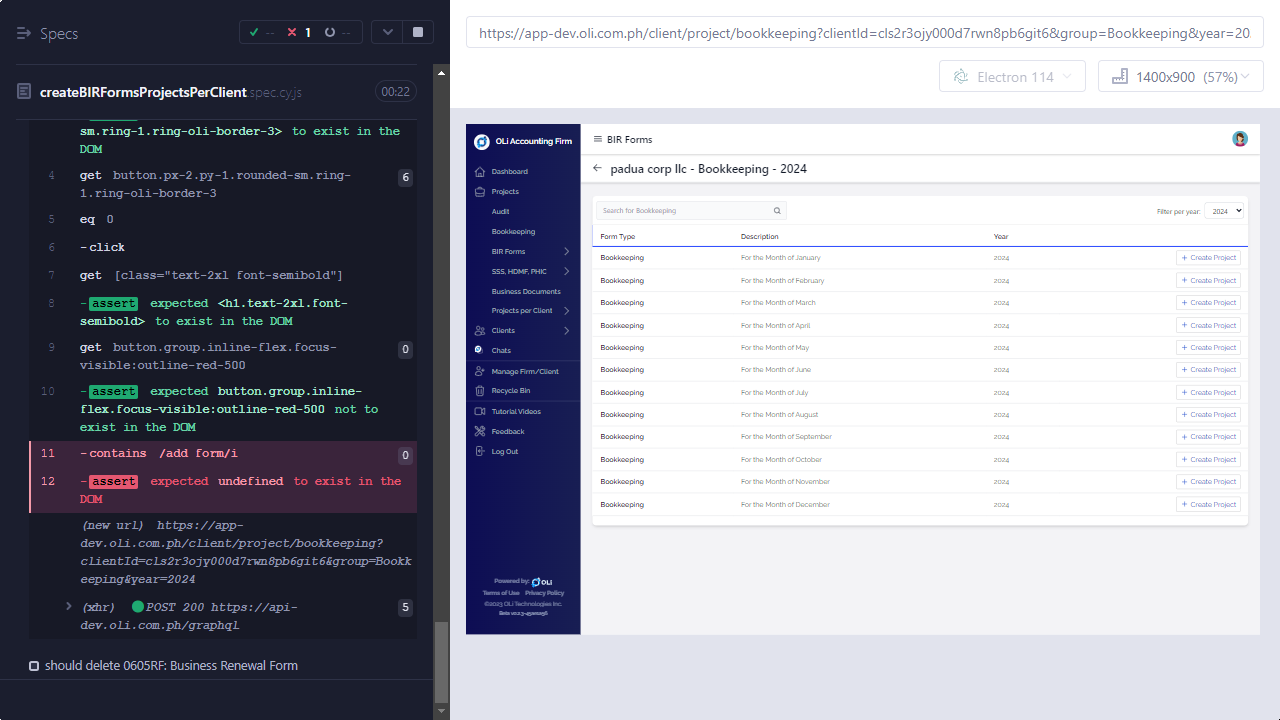 Specs
--
1
--
createBIRFormsProjectsPerClient.spec.cy.js
00:22
sm.ring-1.ring-oli-border-3> to exist in the
DOM
4 get button.px-2.py-1.rounded-sm.ring-
1.ring-oli-border-3
6
5 eq 0
6 -click
7 get [class="text-2xl font-semibold"]
8 -assert expected <h1.text-2xl.font-
semibold> to exist in the DOM
9 get button.group.inline-flex.focus-
visible:outline-red-500
0
10 -assert expected button.group.inline-
flex.focus-visible:outline-red-500 not to
exist in the DOM
11 -contains /add form/i
0
12 -assert expected undefined to exist in the
DOM
(new url) https://app-
dev.oli.com.ph/client/project/bookkeeping?
clientId=cls2r3ojy000d7rwn8pb6git6&group=Bookk
eeping&year=2024
(xhr) POST 200 https://api-
dev.oli.com.ph/graphql
5
should delete 0605RF: Business Renewal Form
https://app-dev.oli.com.ph/client/project/bookkeeping?clientId=cls2r3ojy000d7rwn8pb6git6&group=Bookkeeping&year=20
Electron 114
1400x900 (57%)
OLi Accounting Firm
Dashboard
Projects
Audit
Bookkeeping
BIR Forms
SSS, HDMF, PHIC
Business Documents
Projects per Client
Clients
Chats
Manage Firm/Client
Recycle Bin
Tutorial Videos
Feedback
Log Out
Powered by: OLI
Terms of Use Privacy Policy
©2023 OLI Technologies Inc.
BIR Forms
padua corp llc - Bookkeeping - 2024
Search for Bookkeeping
Filter per year: 2024
Form Type Description Year
Bookkeeping For the Month of January 2024 + Create Project
Bookkeeping For the Month of February 2024 + Create Project
Bookkeeping For the Month of March 2024 + Create Project
Bookkeeping For the Month of April 2024 + Create Project
Bookkeeping For the Month of May 2024 + Create Project
Bookkeeping For the Month of June 2024 + Create Project
Bookkeeping For the Month of July 2024 + Create Project
Bookkeeping For the Month of August 2024 + Create Project
Bookkeeping For the Month of September 2024 + Create Project
Bookkeeping For the Month of October 2024 + Create Project
Bookkeeping For the Month of November 2024 + Create Project
Bookkeeping For the Month of December 2024 + Create Project